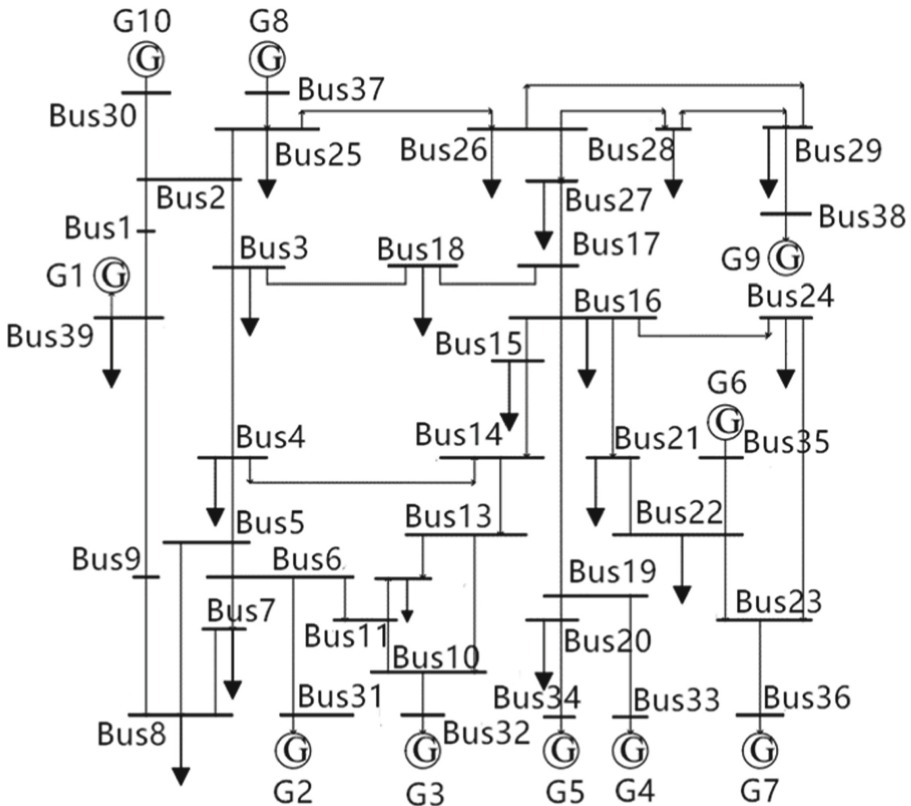 G10 G8
G G
Bus37
Bus30
Bus25 Bus26 Bus28 Bus29
Bus2 Bus27
Bus38
Bus1
Bus3 Bus18 Bus17
G1 G G9 G
Bus16 Bus24
Bus39 Bus15
G6
G
Bus4 Bus14 Bus21 Bus35
Bus5 Bus13 Bus22
Bus9 Bus6 Bus19
Bus7 Bus23
Bus11 Bus20
Bus10
Bus31 Bus34 Bus33 Bus36
Bus8 Bus32
G G G G G
G2 G3 G5 G4 G7